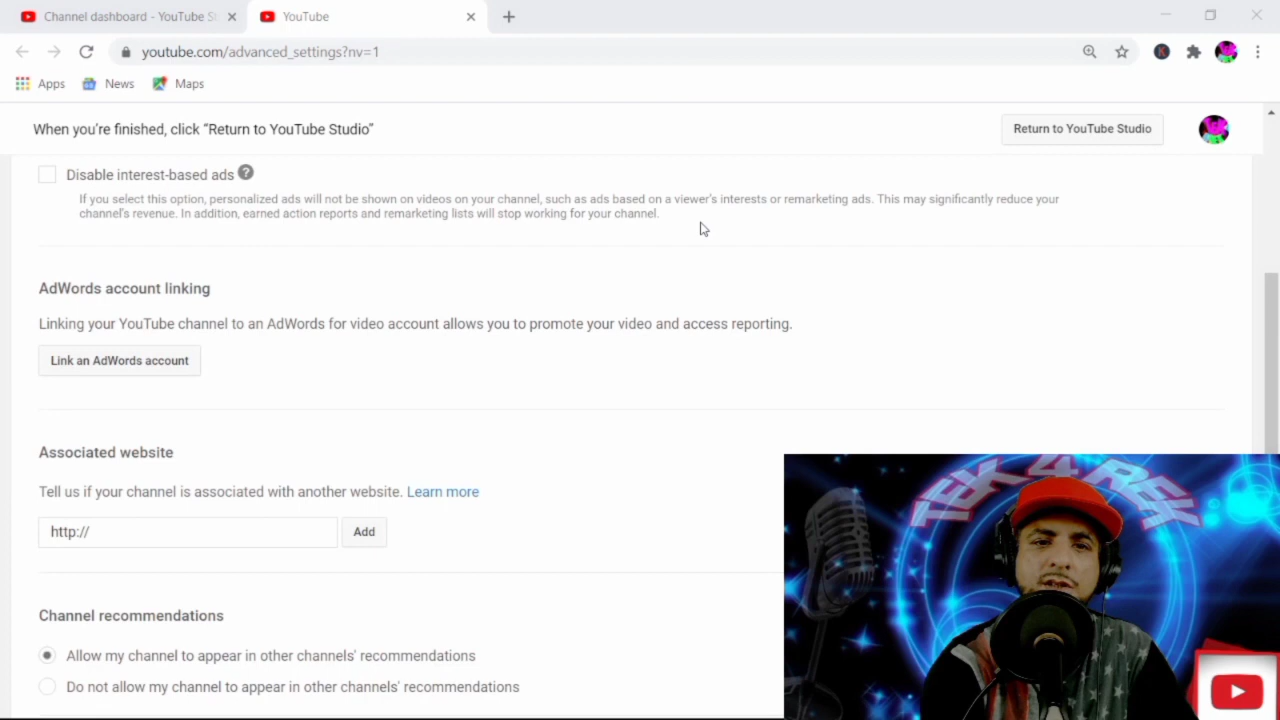 Channel dashboard - YouTube St
YouTube
youtube.com/advanced_settings?nv=1
Apps
News
Maps
When you're finished, click “Return to YouTube Studio”
Return to YouTube Studio
Disable interest-based ads ?
If you select this option, personalized ads will not be shown on videos on your channel, such as ads based on a viewer's interests or remarketing ads. This may significantly reduce your
channel's revenue. In addition, earned action reports and remarketing lists will stop working for your channel.
AdWords account linking
Linking your YouTube channel to an AdWords for video account allows you to promote your video and access reporting.
Link an AdWords account
Associated website
Tell us if your channel is associated with another website. Learn more
http://
Add
TEK 4 REK
Channel recommendations
Allow my channel to appear in other channels' recommendations
Do not allow my channel to appear in other channels' recommendations